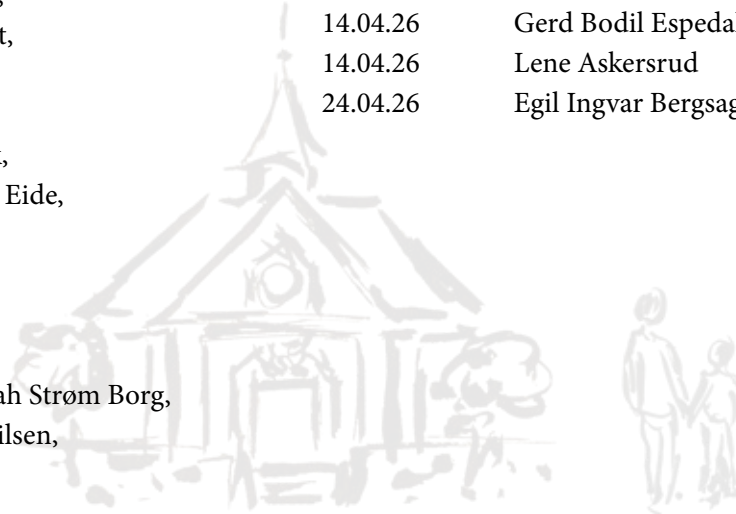 t,
Eide,
ah Strøm Borg,
ilsen,
14.04.26 Gerd Bodil Espedal
14.04.26 Lene Askersrud
24.04.26 Egil Ingvar Bergsag